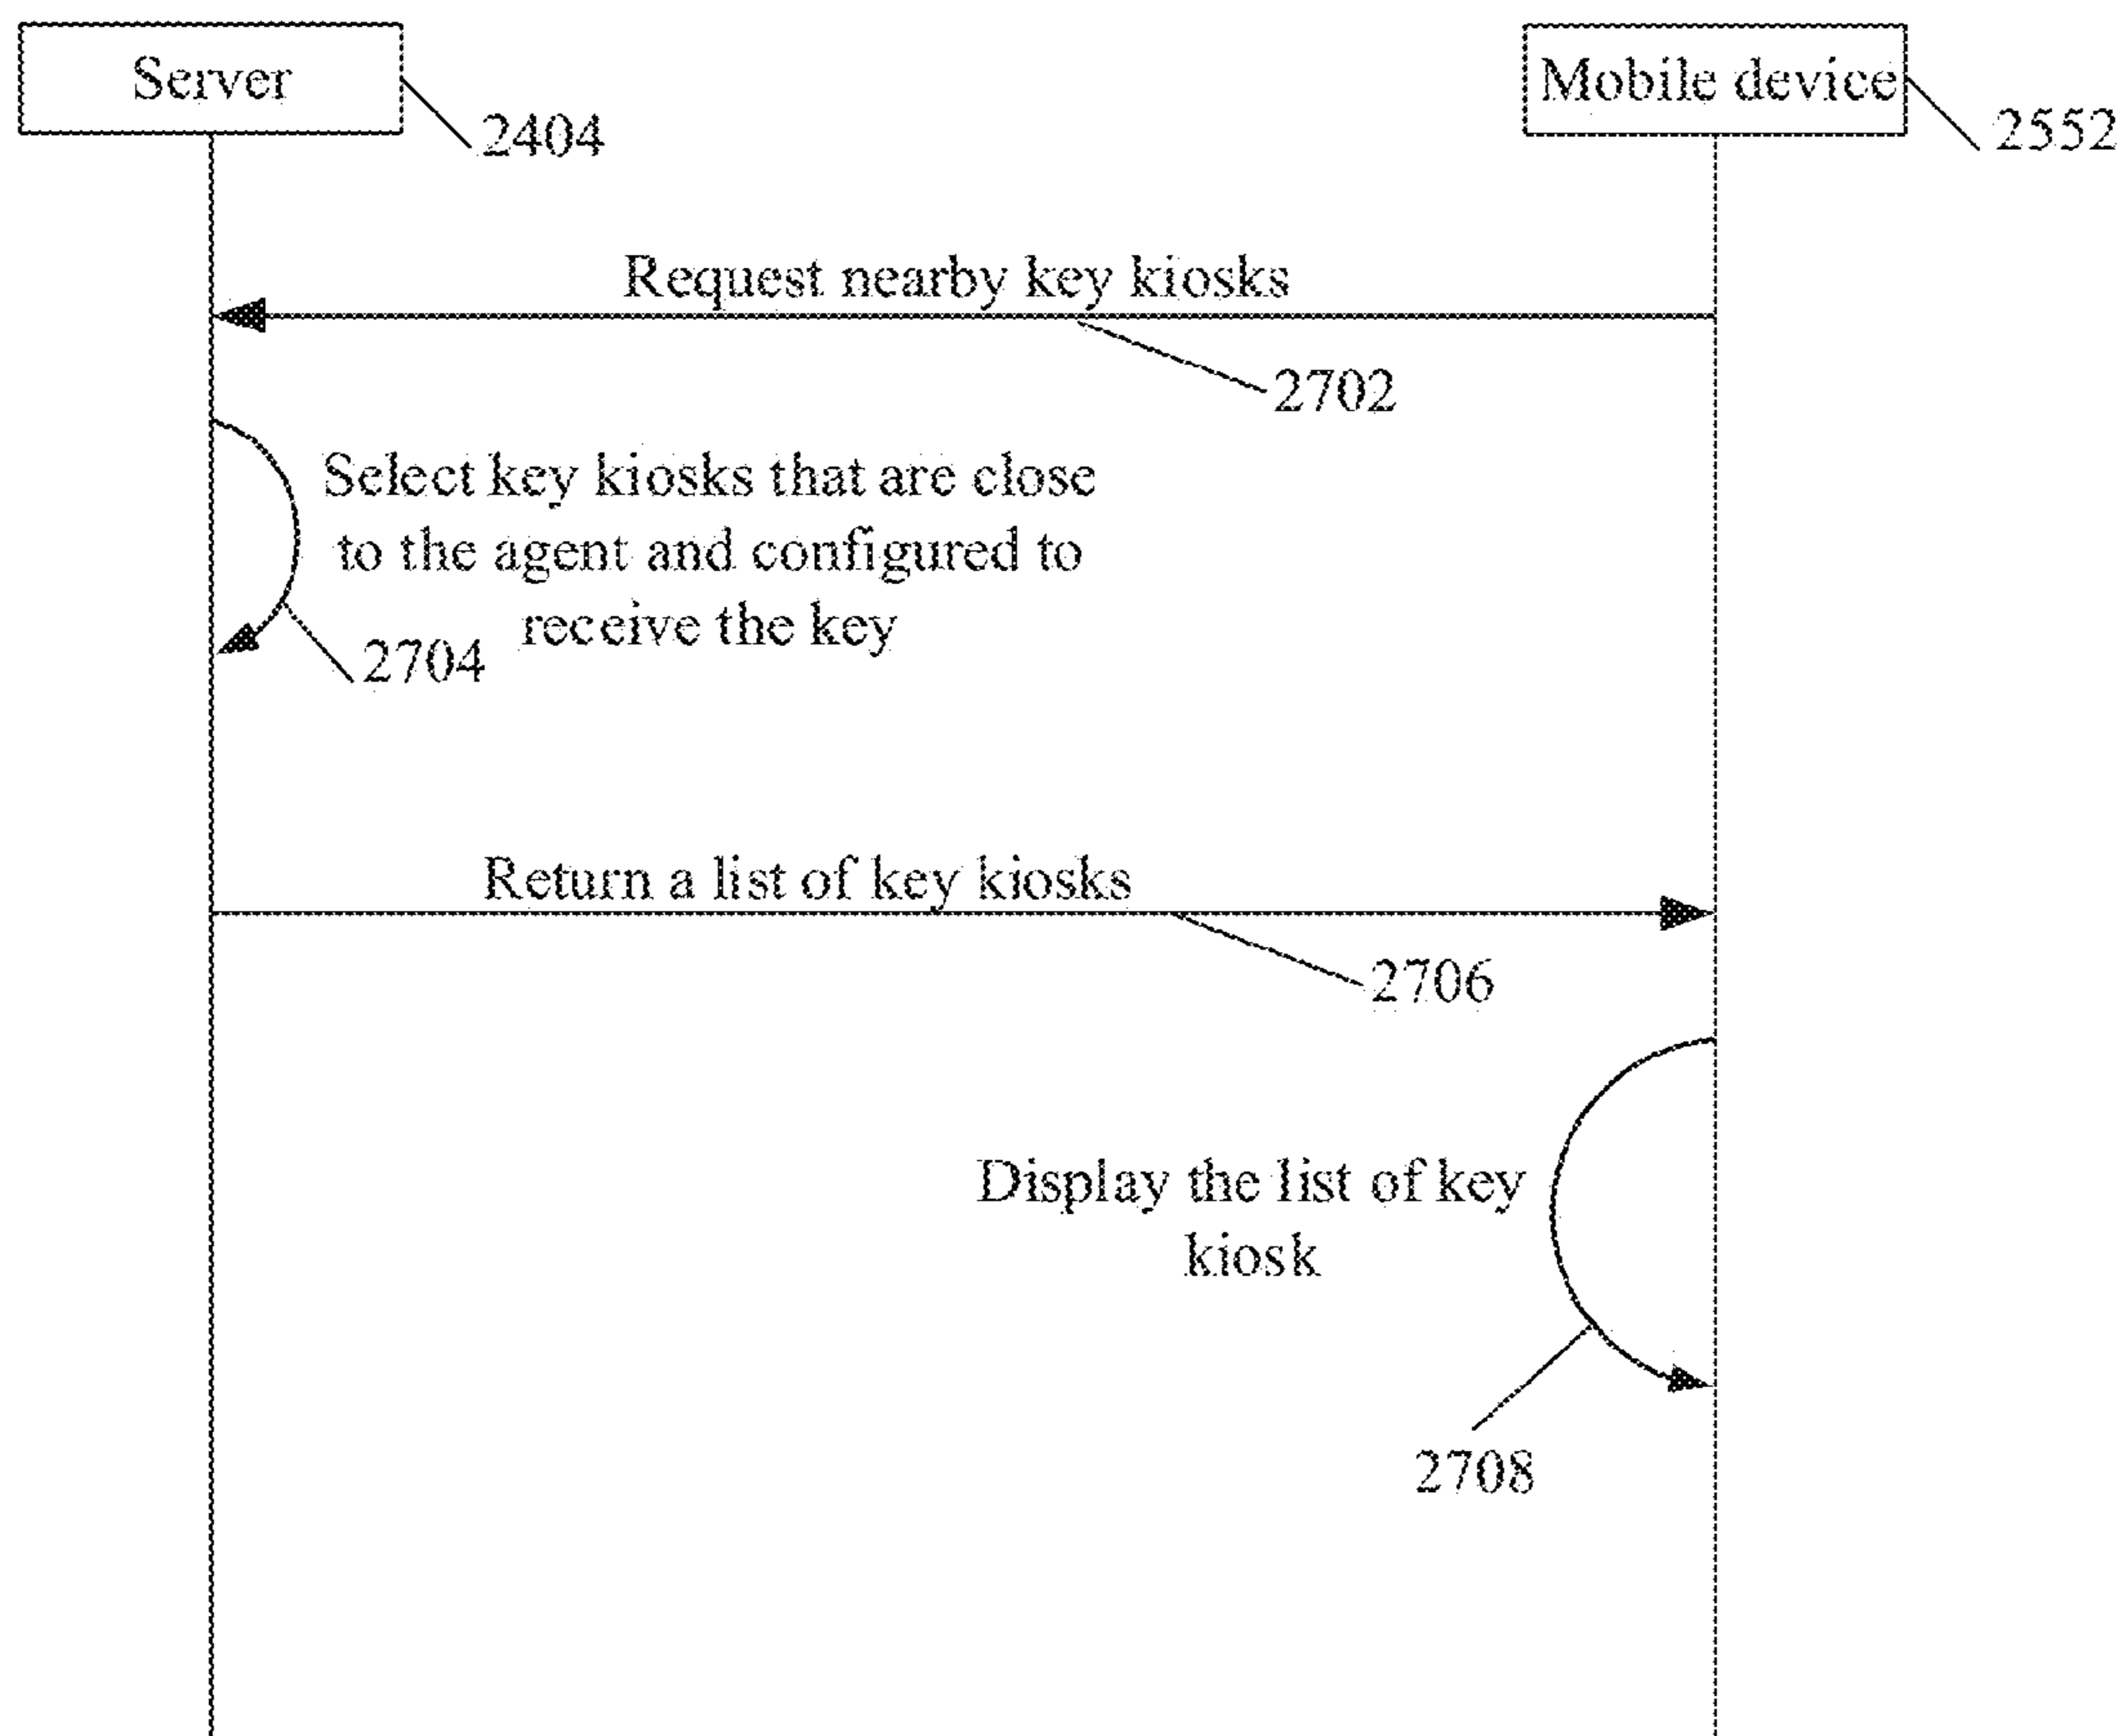 Server
Mobile device
2404
2552
Request nearby key kiosks
2702
Select key kiosks that are close
to the agent and configured to
receive the key
2704
Return a list of key kiosks
2706
Display the list of key
kiosk
2708